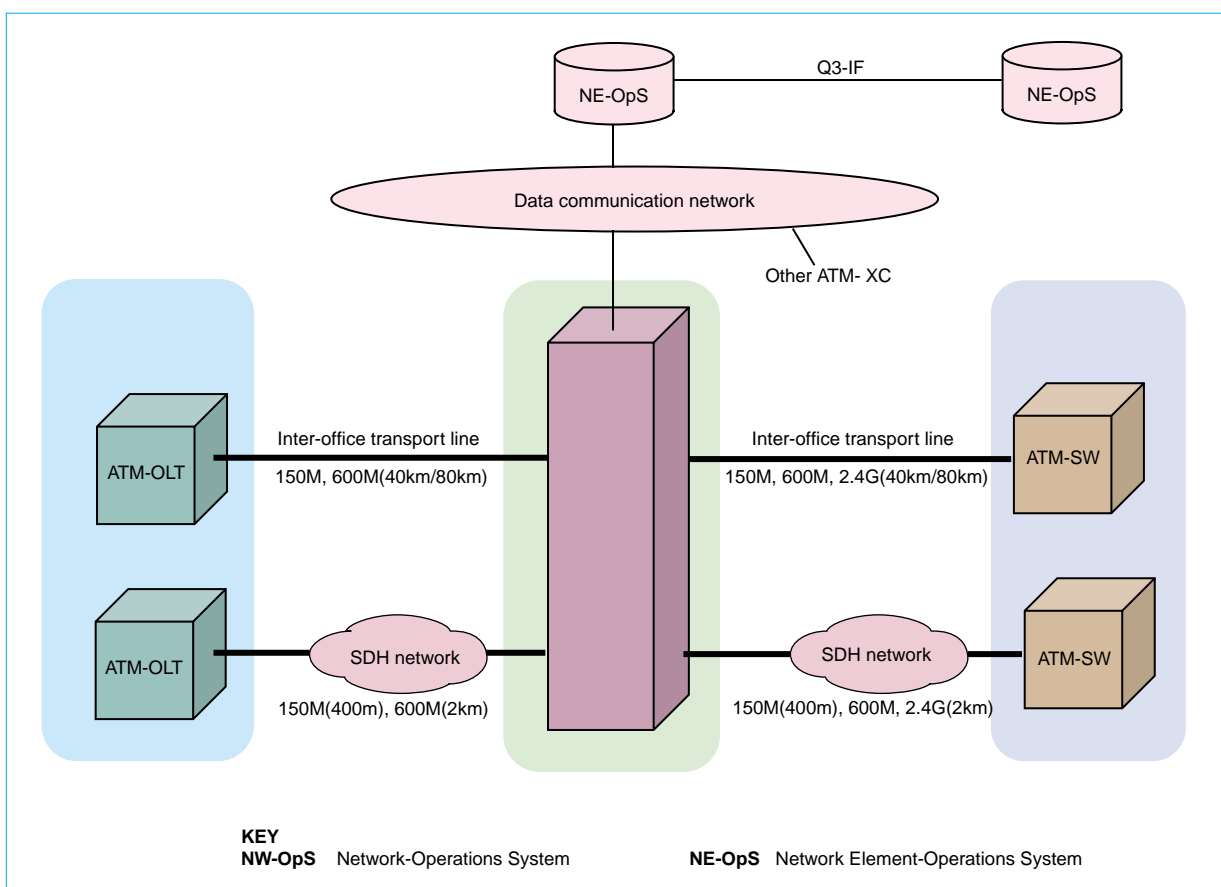 Q3-IF
NE-OpS
NE-OpS
Data communication network
Other ATM- XC
Inter-office transport line
Inter-office transport line
ATM-OLT
ATM-SW
150M, 600M(40km/80km)
150M, 600M, 2.4G(40km/80km)
ATM-OLT
SDH network
SDH network
ATM-SW
150M(400m), 600M(2km)
150M(400m), 600M, 2.4G(2km)
KEY
NW-OpS Network-Operations System
NE-OpS Network Element-Operations System